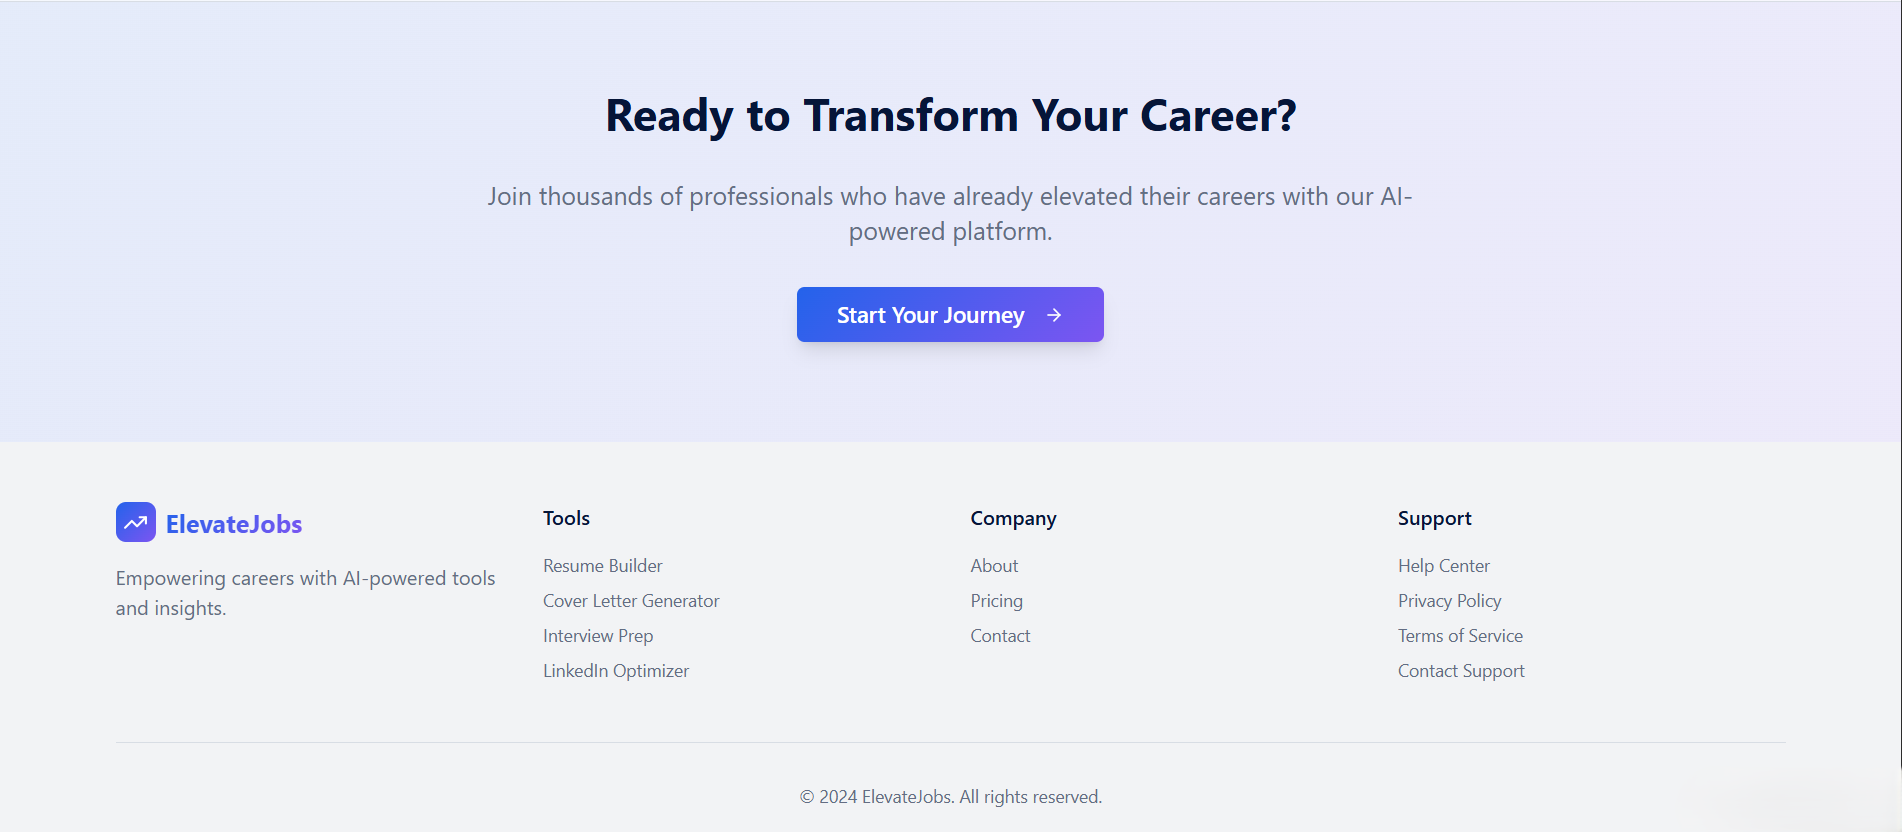 Ready to Transform Your Career?
Join thousands of professionals who have already elevated their careers with our AI-
powered platform.
Start Your Journey
ElevateJobs
Empowering careers with AI-powered tools
and insights.
Tools
Resume Builder
Cover Letter Generator
Interview Prep
LinkedIn Optimizer
Company
About
Pricing
Contact
Support
Help Center
Privacy Policy
Terms of Service
Contact Support
© 2024 ElevateJobs. All rights reserved.